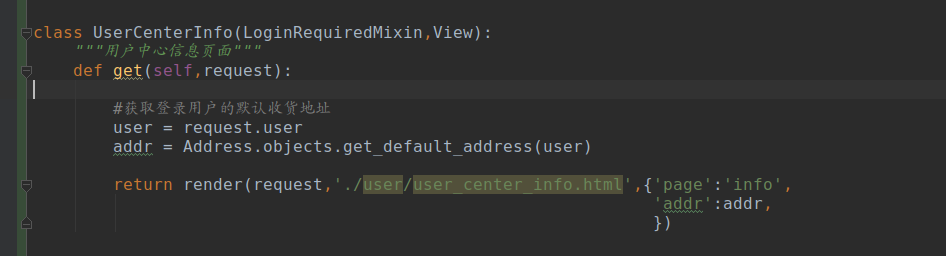 class UserCenterInfo(LoginRequiredMixin,View):
"""用户中心信息页面"""
def get(self,request):
#获取登录用户的默认收货地址
user = request.user
addr = Address.objects.get_default_address(user)
return render(request,'./user/user_center_info.html',{'page':'info',
'addr':addr,
})